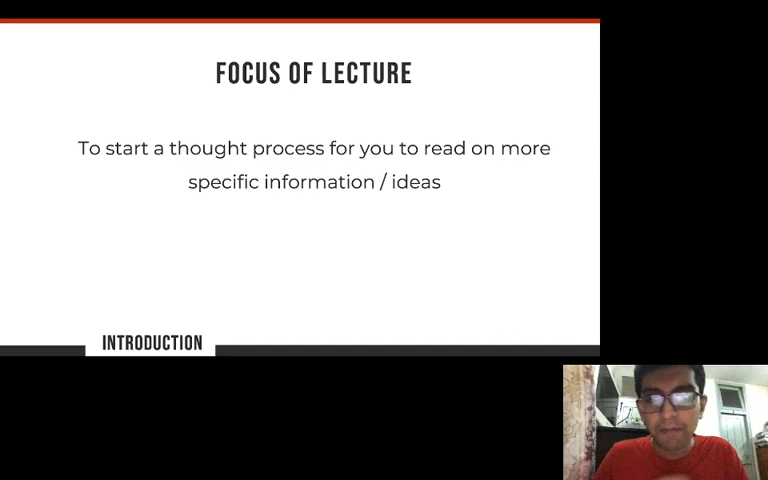 FOCUS OF LECTURE
To start a thought process for you to read on more
specific information / ideas
INTRODUCTION